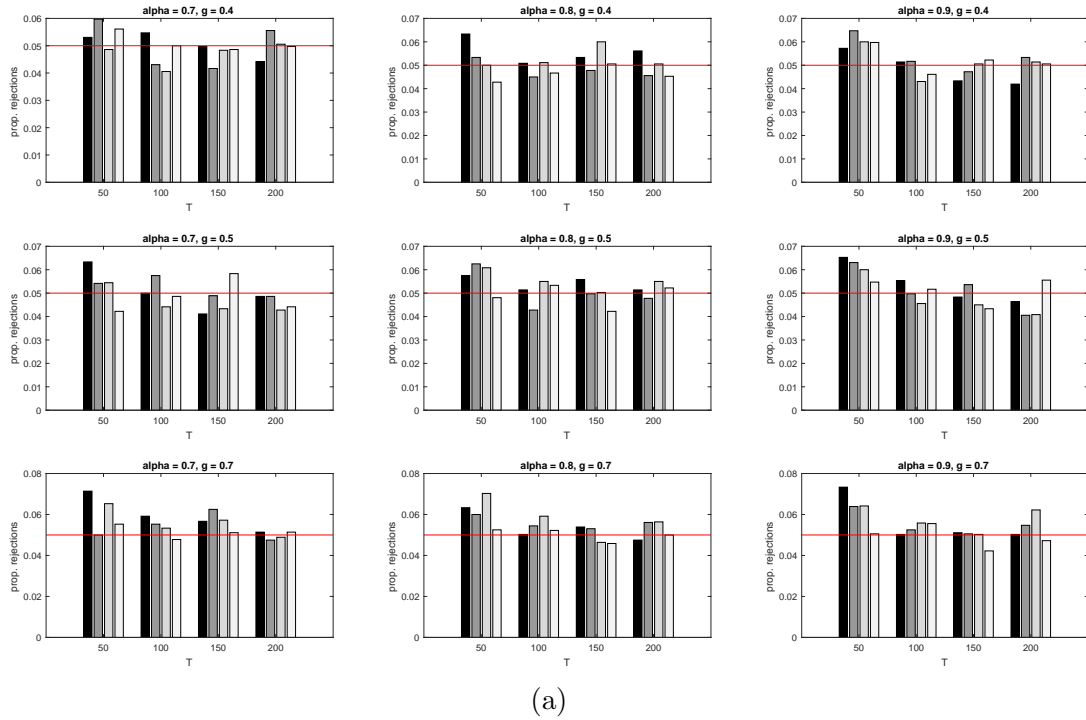 alpha = 0.7, g = 0.4
prop. rejections
0.06
0.05
0.04
0.03
0.02
0.01
0
50 100 150 200
T
alpha = 0.8, g = 0.4
prop. rejections
0.07
0.06
0.05
0.04
0.03
0.02
0.01
0
50 100 150 200
T
alpha = 0.9, g = 0.4
prop. rejections
0.07
0.06
0.05
0.04
0.03
0.02
0.01
0
50 100 150 200
T
alpha = 0.7, g = 0.5
prop. rejections
0.07
0.06
0.05
0.04
0.03
0.02
0.01
0
50 100 150 200
T
alpha = 0.8, g = 0.5
prop. rejections
0.07
0.06
0.05
0.04
0.03
0.02
0.01
0
50 100 150 200
T
alpha = 0.9, g = 0.5
prop. rejections
0.07
0.06
0.05
0.04
0.03
0.02
0.01
0
50 100 150 200
T
alpha = 0.7, g = 0.7
prop. rejections
0.08
0.06
0.04
0.02
0
50 100 150 200
T
alpha = 0.8, g = 0.7
prop. rejections
0.08
0.06
0.04
0.02
0
50 100 150 200
T
alpha = 0.9, g = 0.7
prop. rejections
0.08
0.06
0.04
0.02
0
50 100 150 200
T
(a)